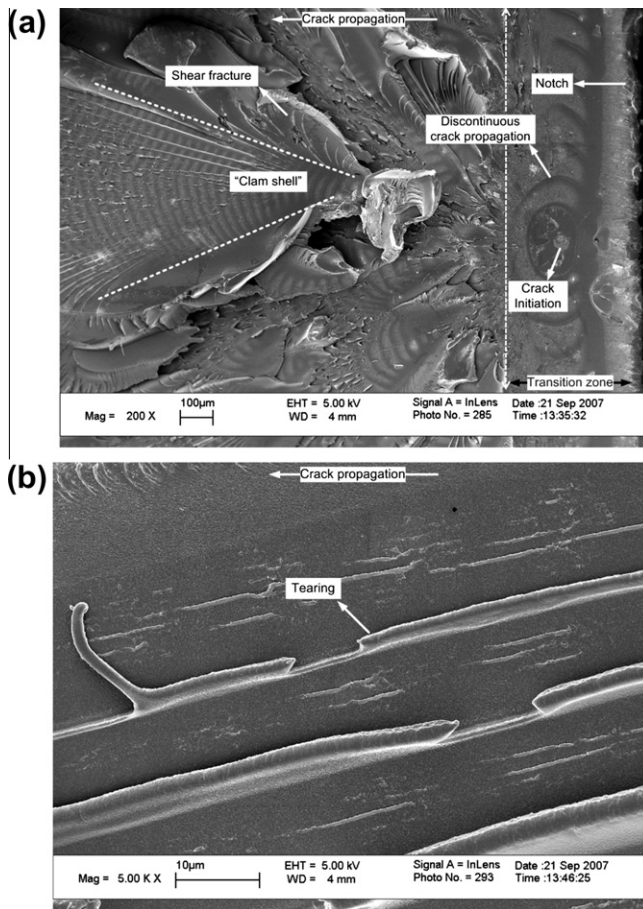 (a)
Crack propagation
Shear fracture
Notch
Discontinuous
crack propagation
"Clam shell"
Crack
Initiation
Transition zone
Mag = 200 X
100μm
EHT = 5.00 kV
WD = 4 mm
Signal A = InLens
Photo No. = 285
Date :21 Sep 2007
Time :13:35:32
(b)
Crack propagation
Tearing
Mag = 5.00 K X
10μm
EHT = 5.00 kV
WD = 4 mm
Signal A = InLens
Photo No. = 293
Date :21 Sep 2007
Time :13:46:25